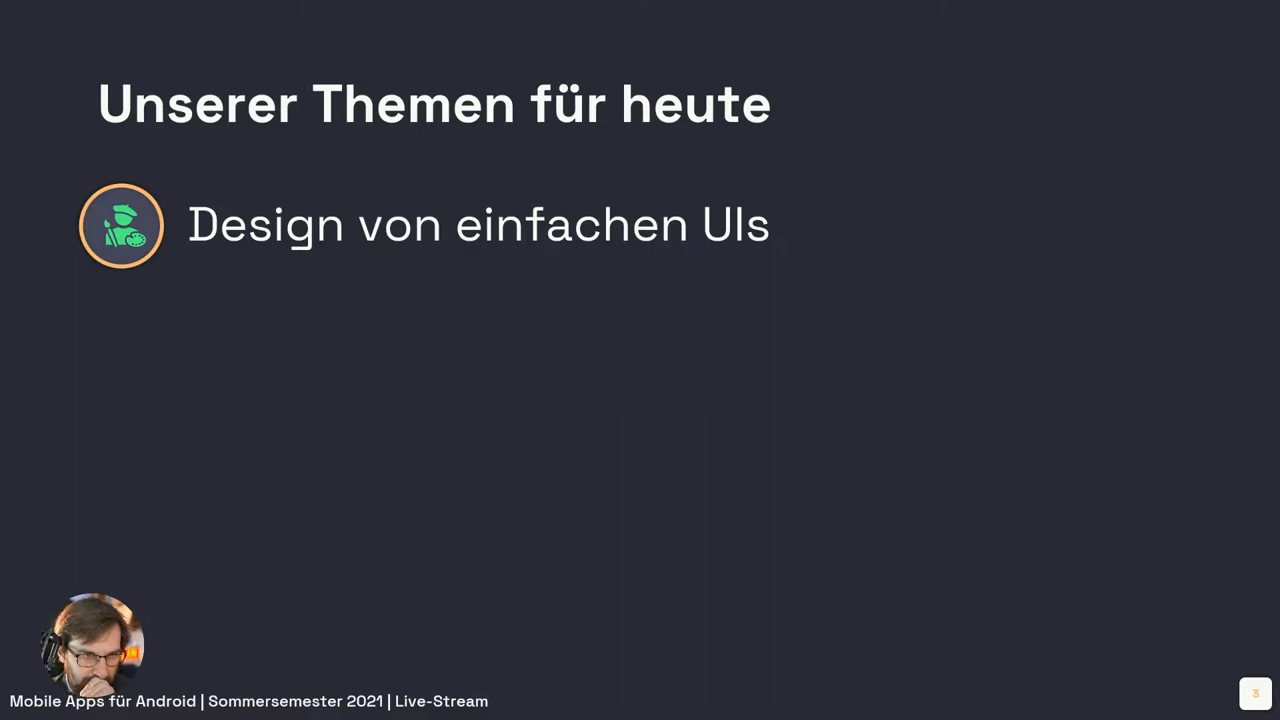 Unserer Themen für heute
Design von einfachen UIs
Mobile Apps für Android | Sommersemester 2021 | Live-Stream
3